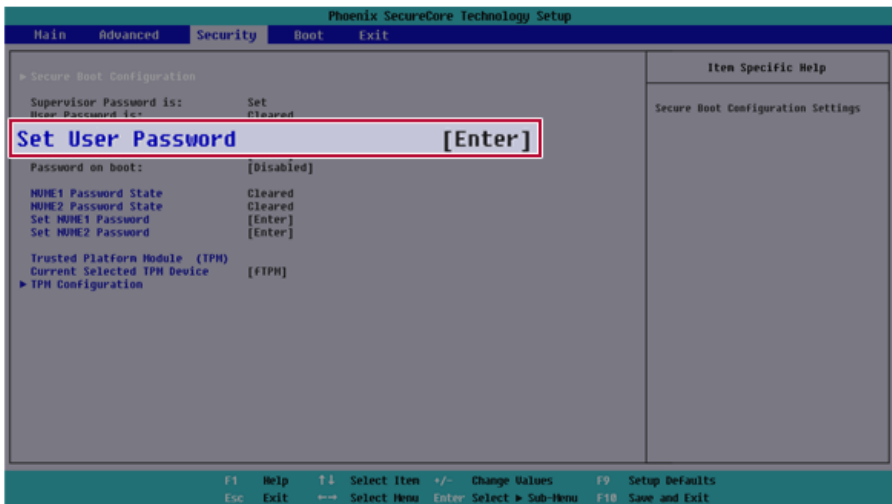 Phoenix SecureCore Technology Setup
Main Advanced Security Boot Exit
Item Specific Help
▶ Secure Boot Configuration
Supervisor Password is: Set
Secure Boot Configuration Settings
User Password is: Cleared
Set User Password [Enter]
Password on boot: [Disabled]
NVME1 Password State Cleared
NVME2 Password State Cleared
Set NVME1 Password [Enter]
Set NVME2 Password [Enter]
Trusted Platform Module (TPM)
Current Selected TPM Device [fTPM]
▶ TPM Configuration
F1 Help ↑↓ Select Item +/- Change Values F9 Setup Defaults
Esc Exit ←→ Select Menu Enter Select ▶ Sub-Menu F10 Save and Exit